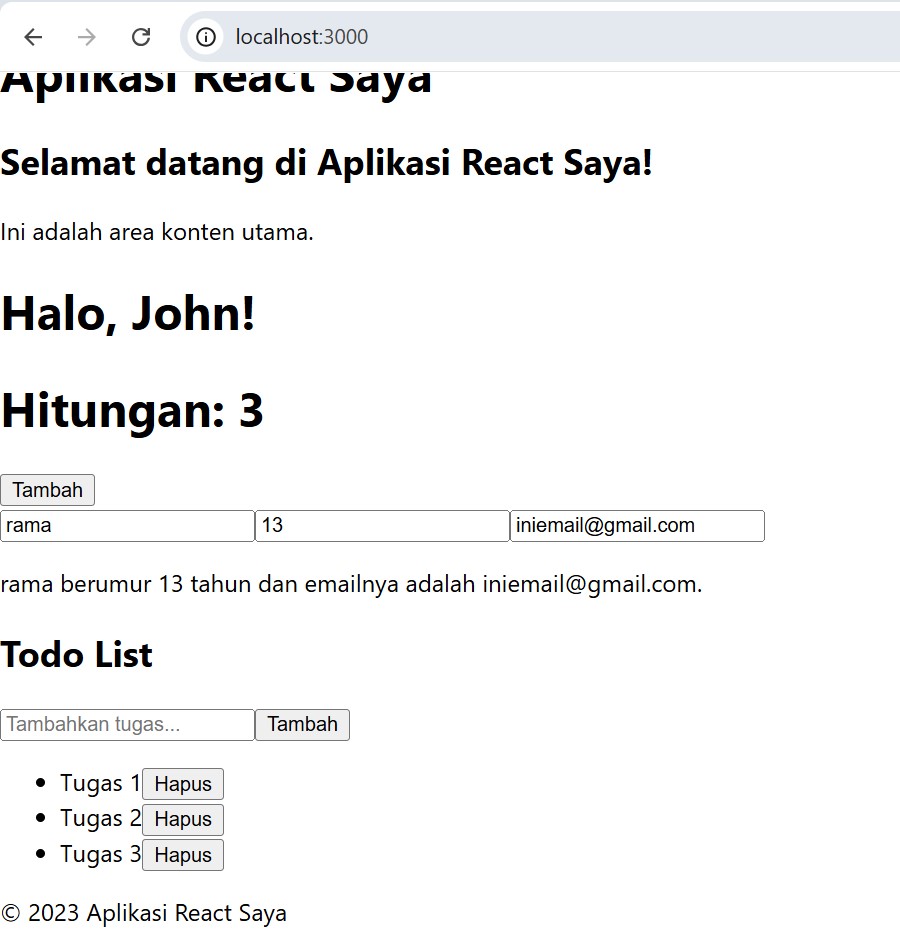 localhost:3000
Aplikasi React Saya
Selamat datang di Aplikasi React Saya!
Ini adalah area konten utama.
Halo, John!
Hitungan: 3
Tambah
rama 13 iniemail@gmail.com
rama berumur 13 tahun dan emailnya adalah iniemail@gmail.com.
Todo List
Tambahkan tugas... Tambah
Tugas 1 Hapus
Tugas 2 Hapus
Tugas 3 Hapus
© 2023 Aplikasi React Saya